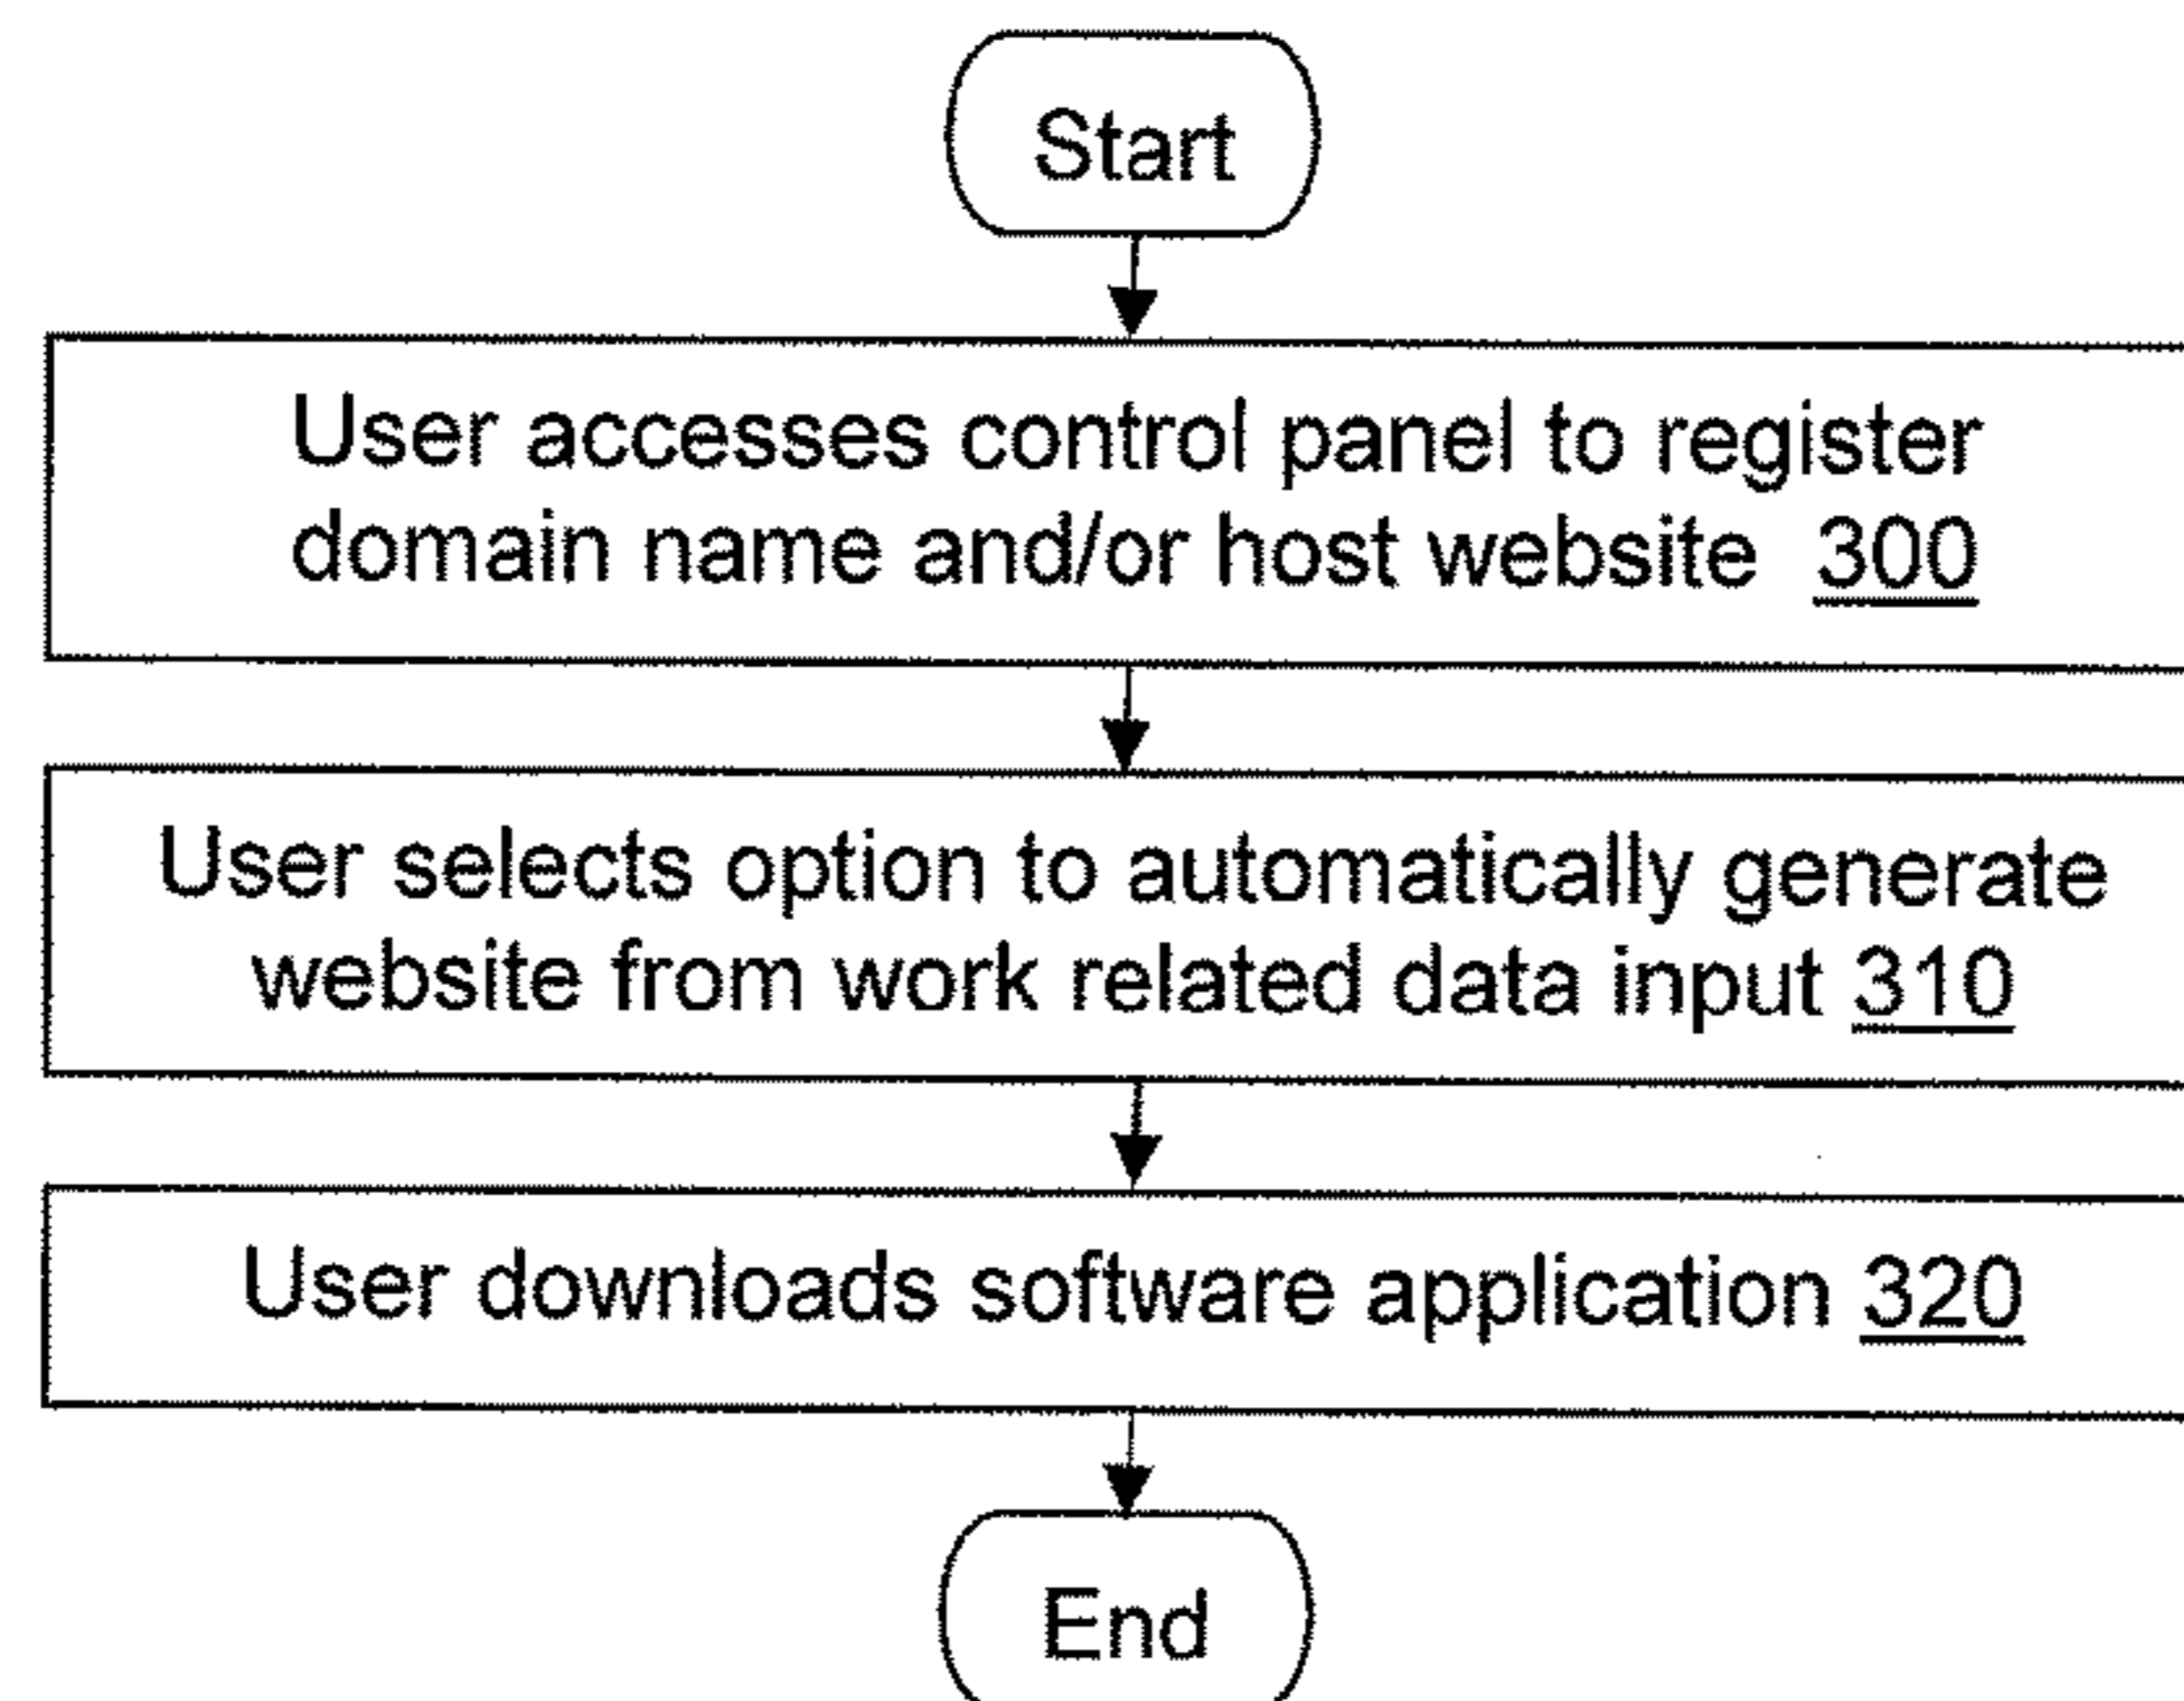 Start
User accesses control panel to register
domain name and/or host website 300
User selects option to automatically generate
website from work related data input 310
User downloads software application 320
End